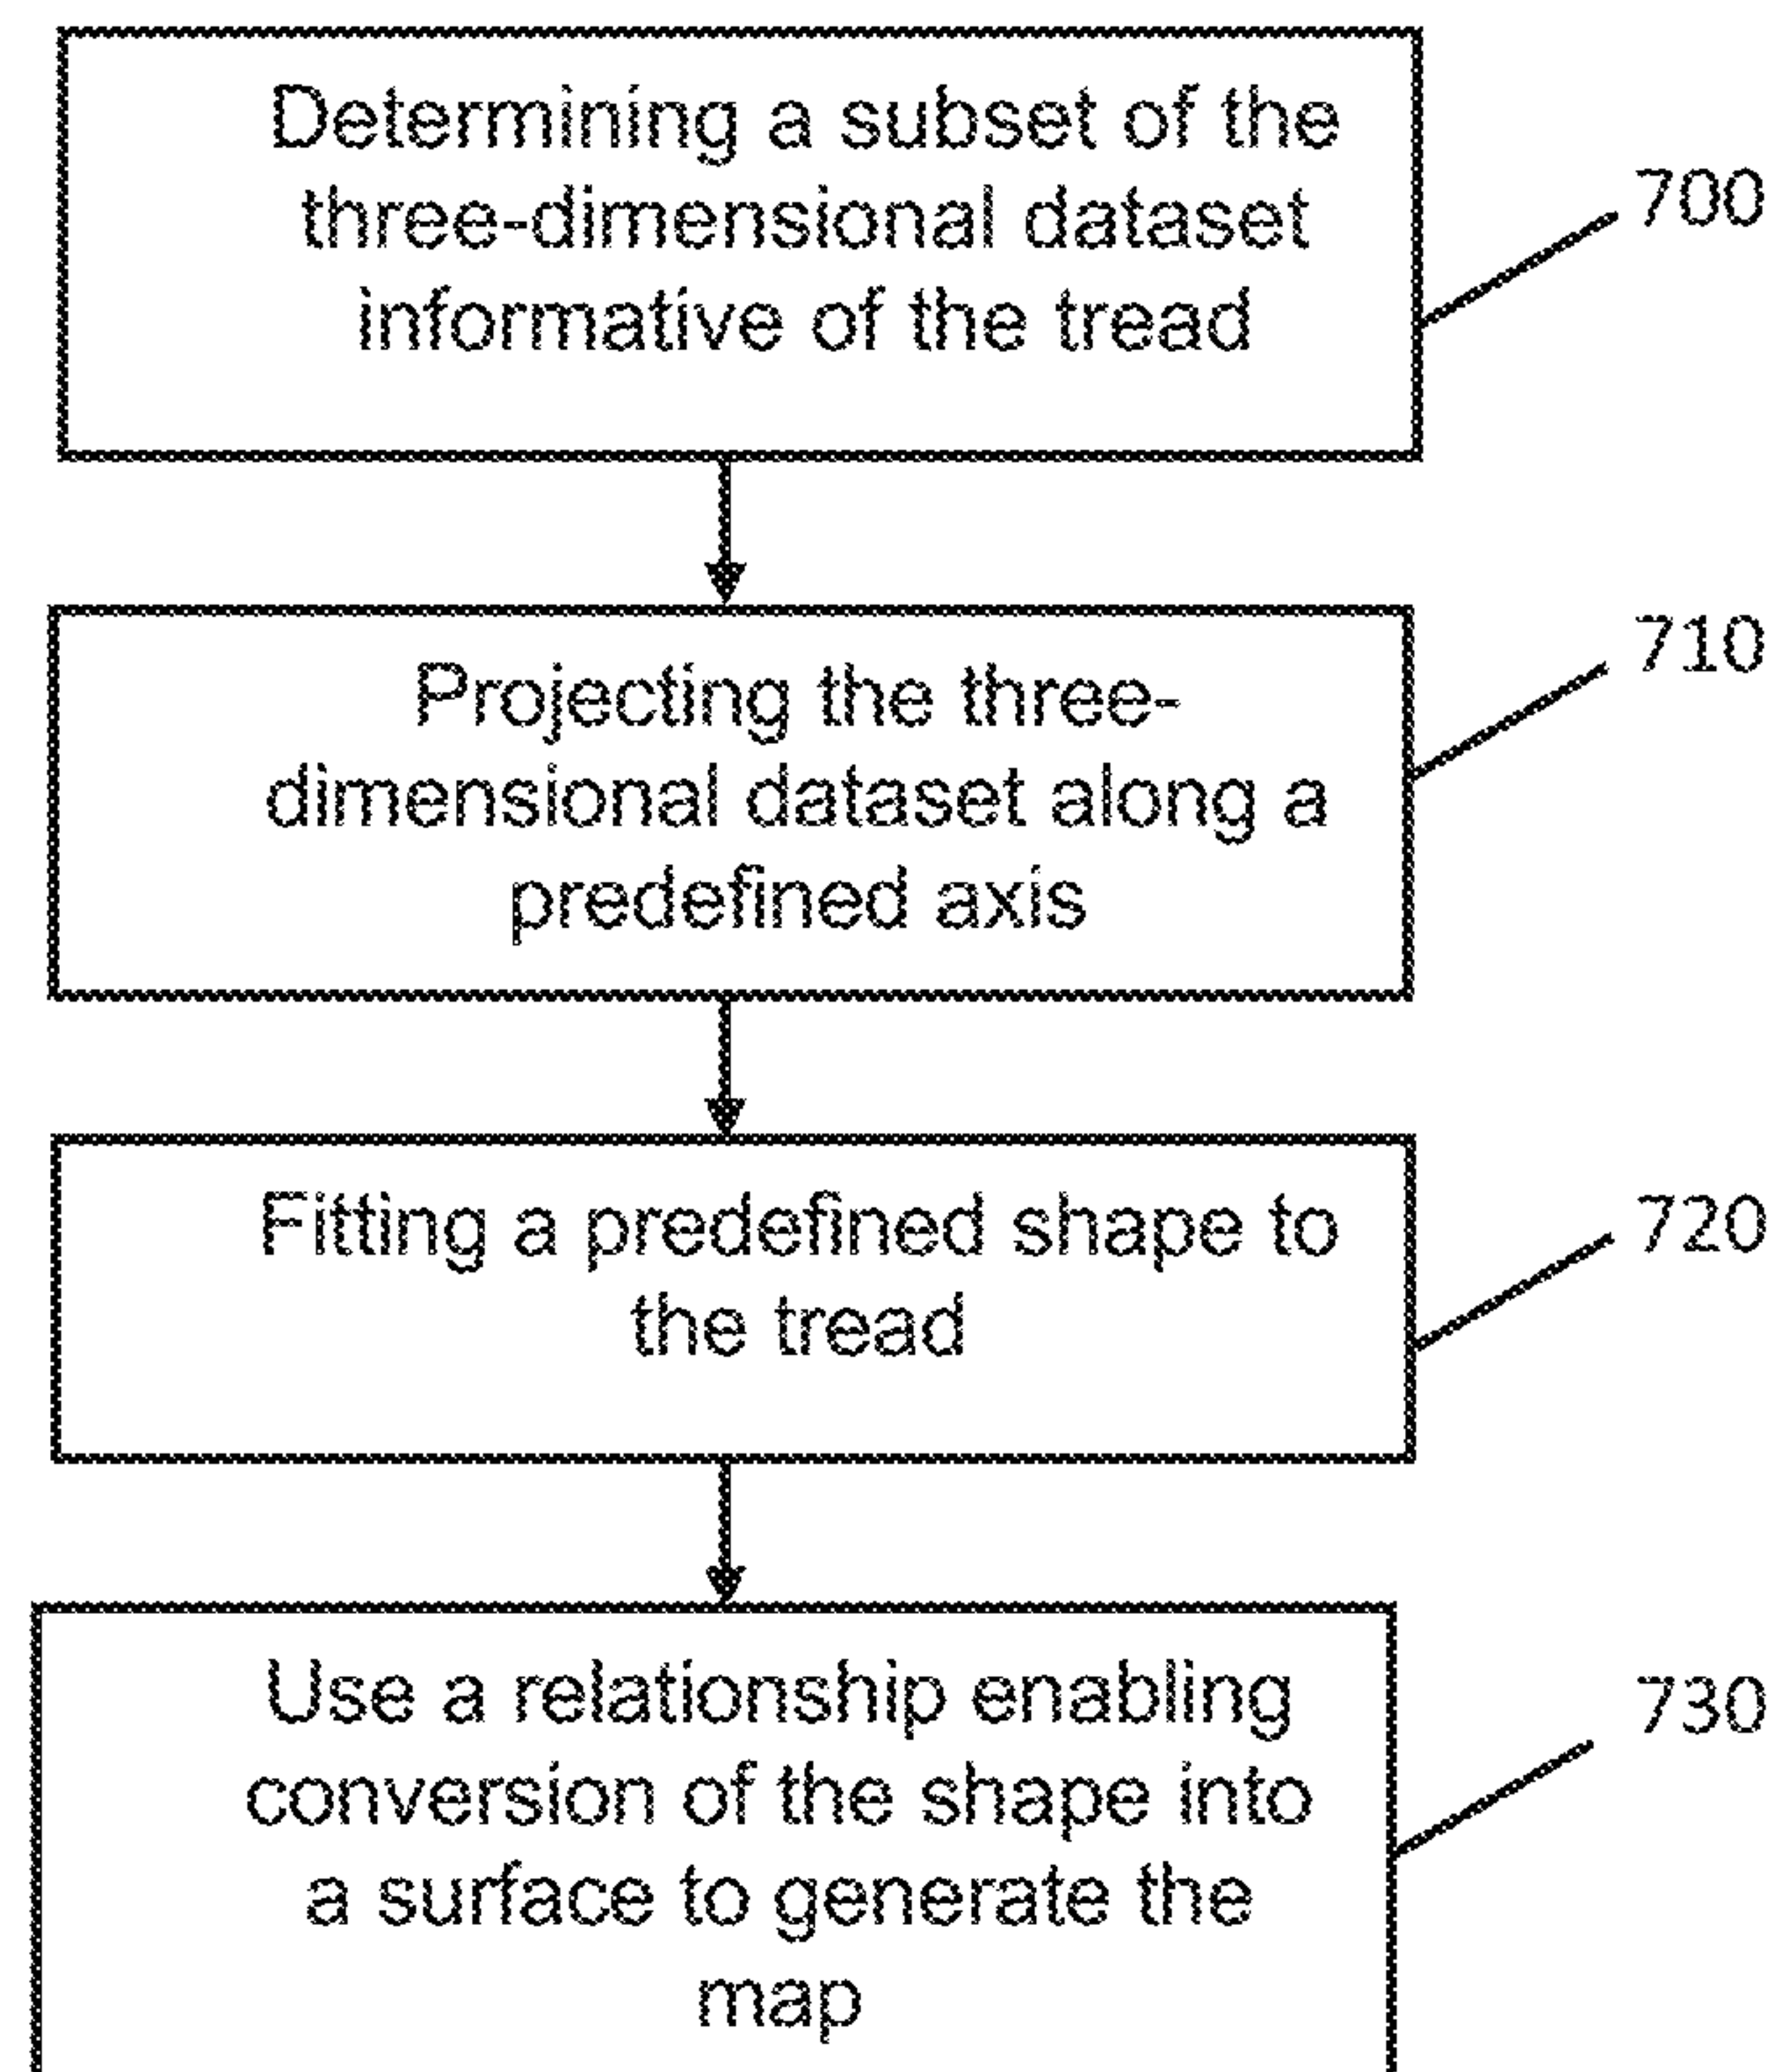 Determining a subset of the
three-dimensional dataset
informative of the tread
700
Projecting the three-
dimensional dataset along a
predefined axis
710
Fitting a predefined shape to
the tread
720
Use a relationship enabling
conversion of the shape into
a surface to generate the
map
730